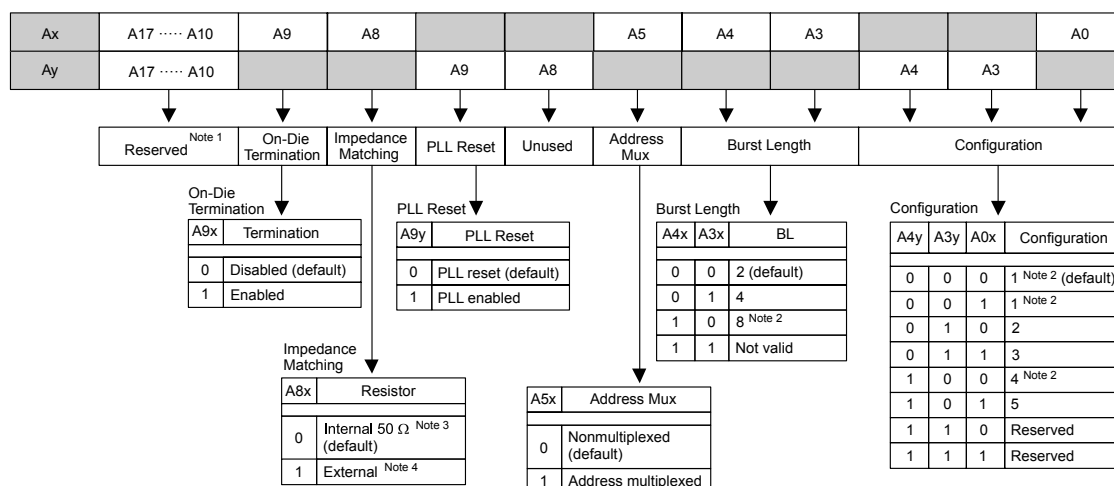 Ax A17 ····· A10 A9 A8 A5 A4 A3 A0
Ay A17 ····· A10 A9 A8 A4 A3
Reserved Note 1 On-Die Termination Impedance Matching PLL Reset Unused Address Mux Burst Length Configuration
On-Die Termination
A9x Termination
0 Disabled (default)
1 Enabled
PLL Reset
A9y PLL Reset
0 PLL reset (default)
1 PLL enabled
Burst Length
A4x A3x BL
0 0 2 (default)
0 1 4
1 0 8 Note 2
1 1 Not valid
Configuration
A4y A3y A0x Configuration
0 0 0 1 Note 2 (default)
0 0 1 1 Note 2
0 1 0 2
0 1 1 3
1 0 0 4 Note 2
1 0 1 5
1 1 0 Reserved
1 1 1 Reserved
Impedance Matching
A8x Resistor
0 Internal 50 Ω Note 3 (default)
1 External Note 4
A5x Address Mux
0 Nonmultiplexed (default)
1 Address multiplexed